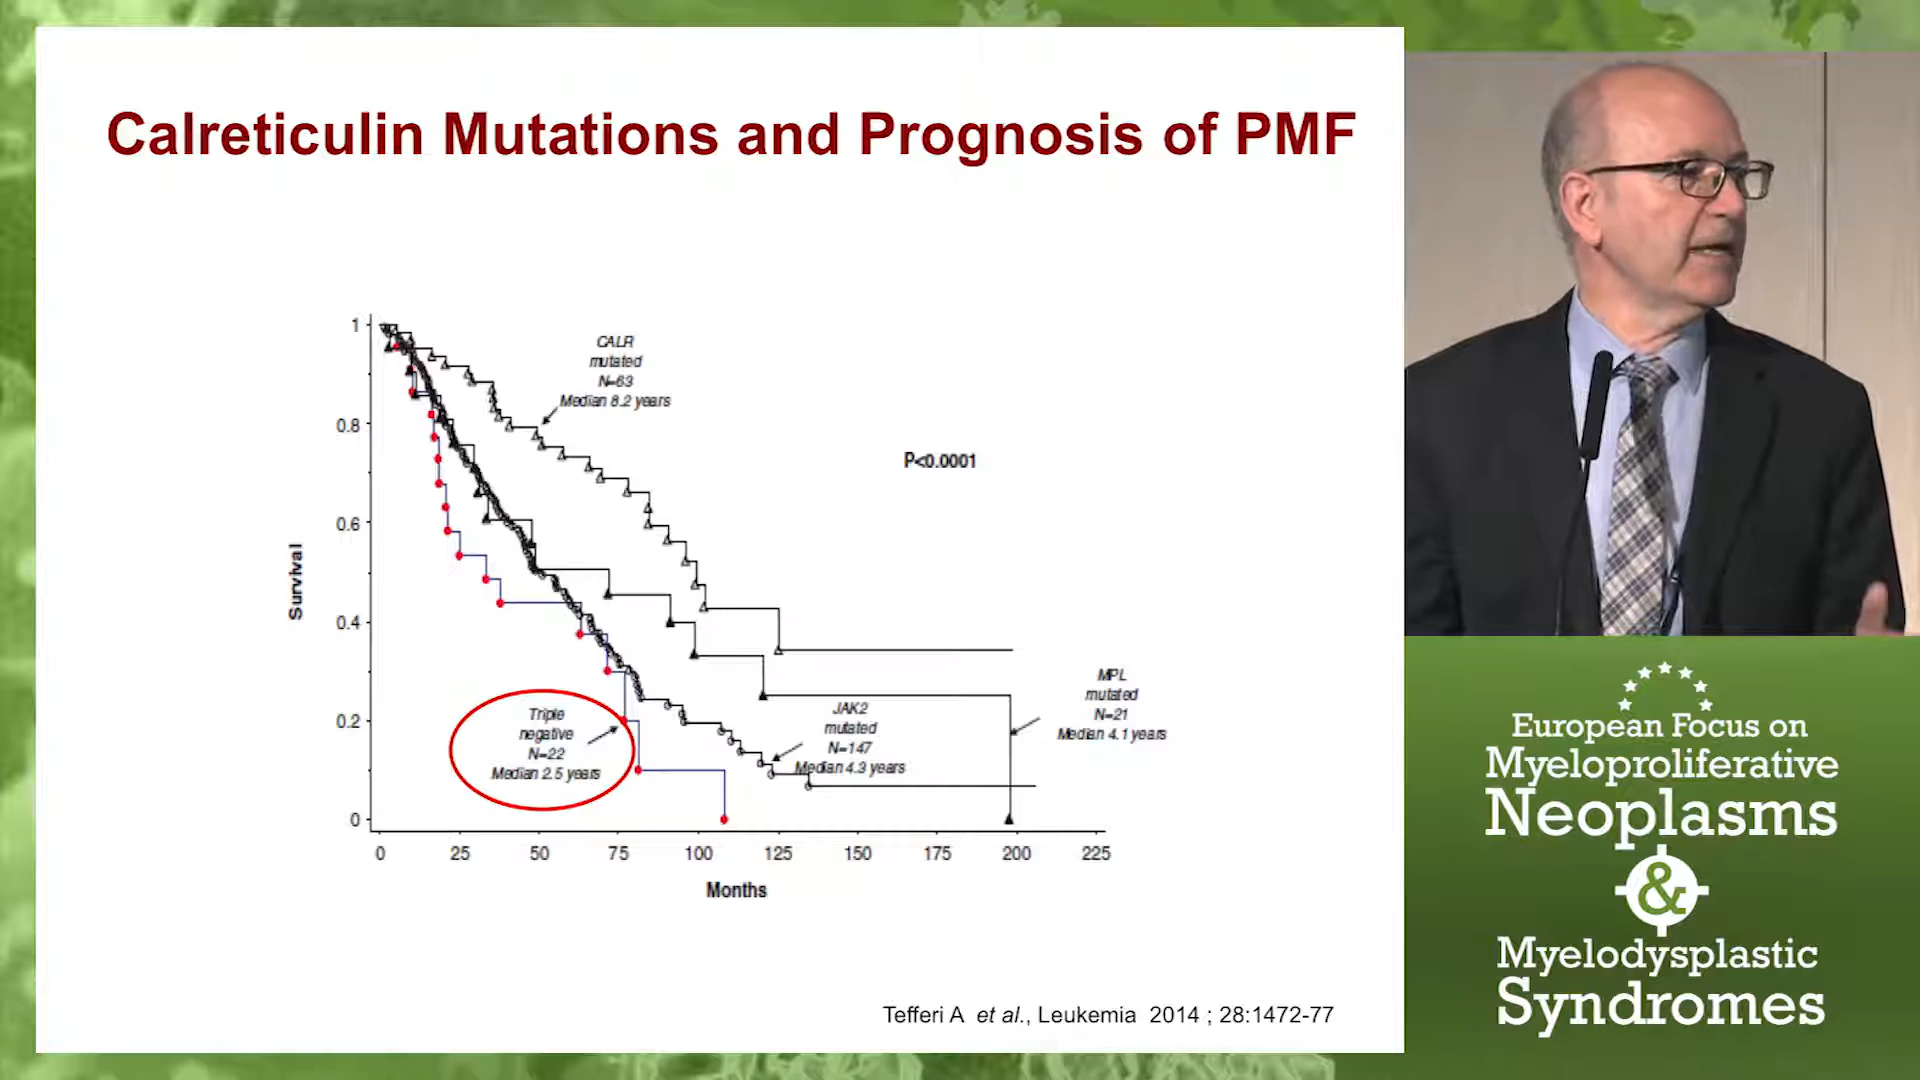 Calreticulin Mutations and Prognosis of PMF
CALR
mutated
N=63
Median 8.2 years
P<0.0001
1
0.8
0.6
0.4
0.2
0
Survival
Triple
negative
N=22
Median 2.5 years
JAK2
mutated
N=147
Median 4.3 years
MPL
mutated
N=21
Median 4.1 years
0 25 50 75 100 125 150 175 200 225
Months
Tefferi A et al., Leukemia 2014 ; 28:1472-77
European Focus on
Myeloproliferative
Neoplasms
&
Myelodysplastic
Syndromes